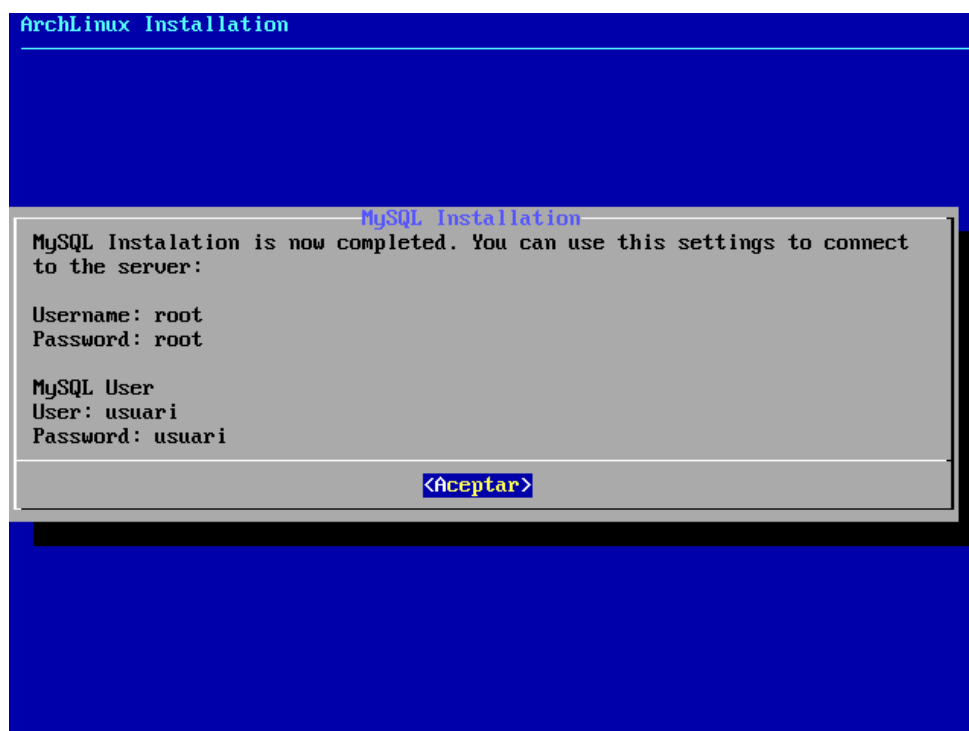 ArchLinux Installation
MySQL Installation
MySQL Instalation is now completed. You can use this settings to connect
to the server:
Username: root
Password: root
MySQL User
User: usuari
Password: usuari
<Aceptar>